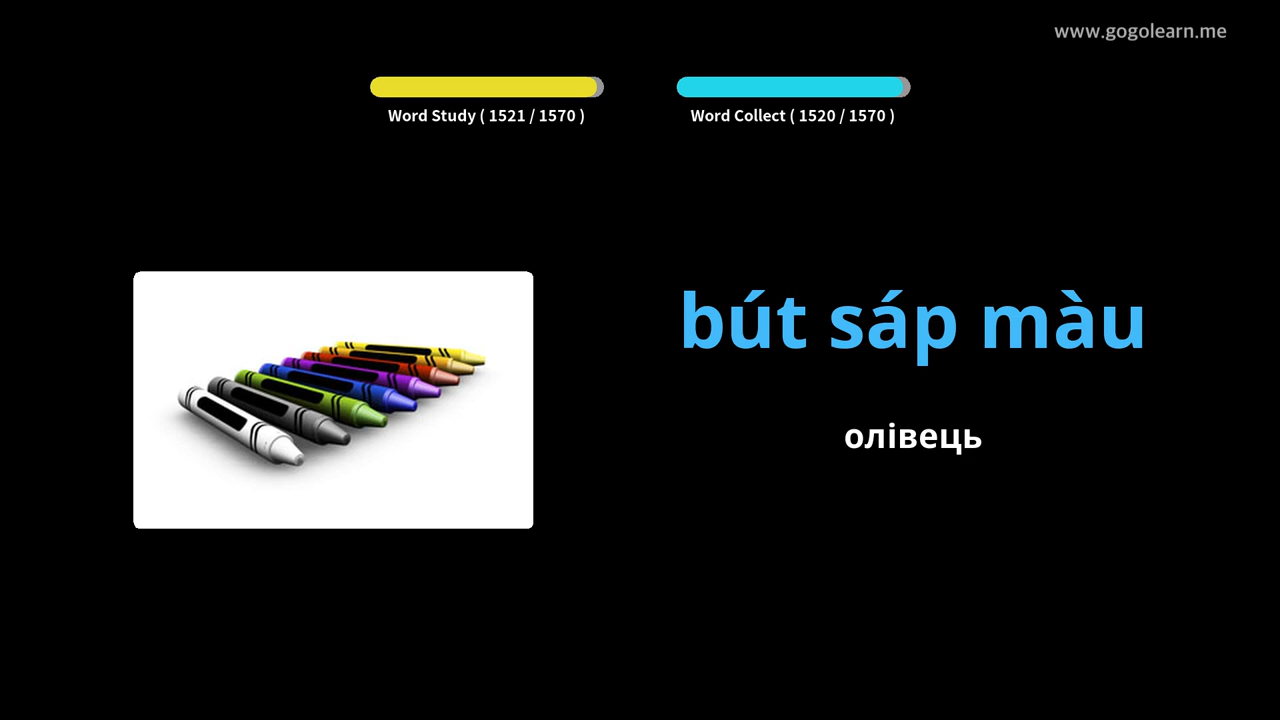 www.gogolearn.me
Word Study ( 1521 / 1570 )
Word Collect ( 1520 / 1570 )
bút sáp màu
олівець